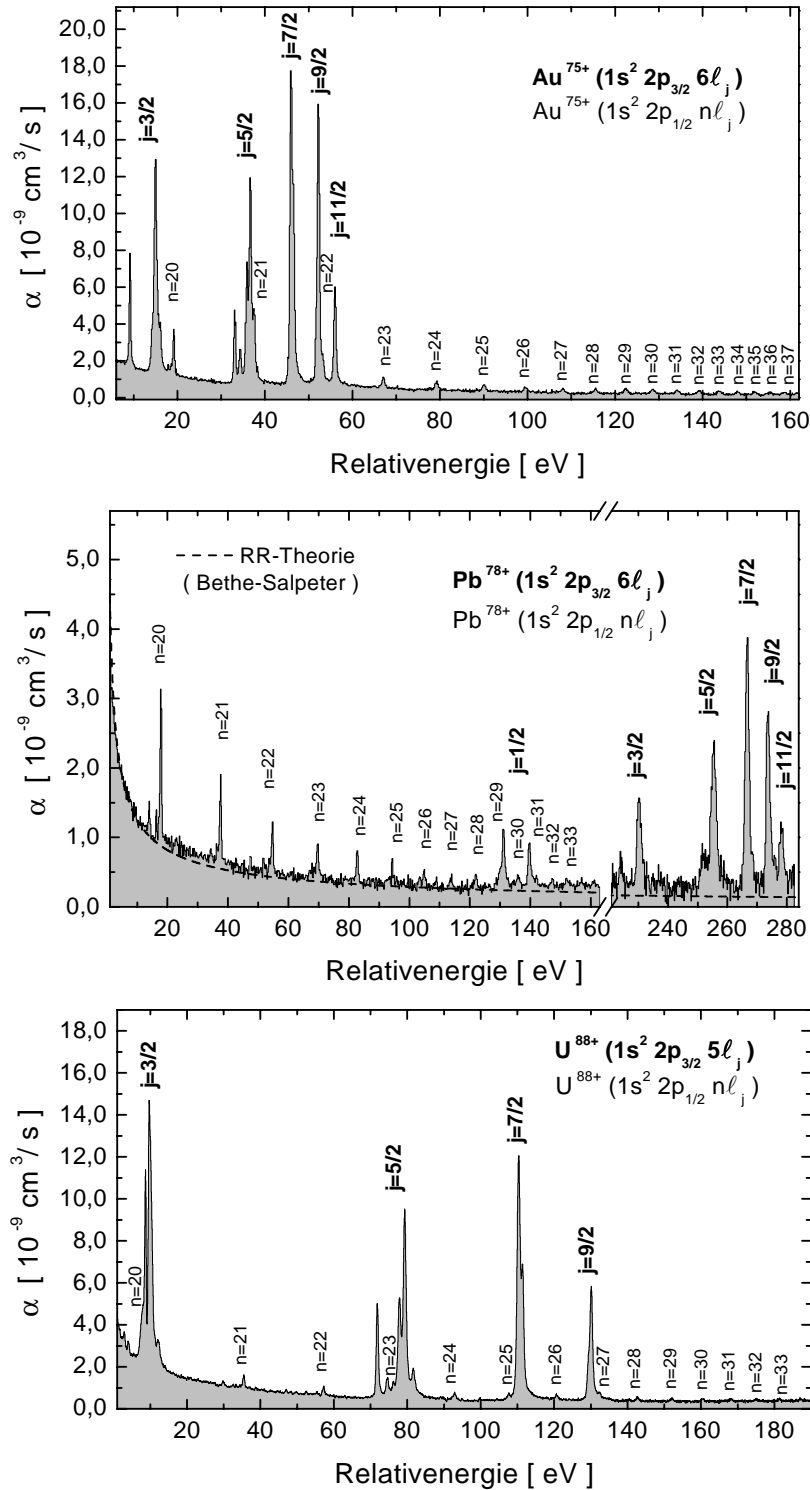 21,0
18,0
16,0
14,0
12,0
10,0
8,0
6,0
4,0
2,0
0,0
α [ 10⁻⁹ cm³/ s ]
j=3/2
n=20
j=5/2
n=21
j=7/2
j=9/2
n=22
j=11/2
Au⁷⁵⁺ (1s² 2p₃/₂ 6ℓⱼ)
Au⁷⁵⁺ (1s² 2p₁/₂ nℓⱼ)
n=23
n=24
n=25
n=26
n=27
n=28
n=29
n=30
n=31
n=32
n=33
n=34
n=35
n=36
n=37
20 40 60 80 100 120 140 160
Relativenergie [ eV ]
5,0
4,0
3,0
2,0
1,0
0,0
α [ 10⁻⁹ cm³/ s ]
RR-Theorie
( Bethe-Salpeter )
Pb⁷⁸⁺ (1s² 2p₃/₂ 6ℓⱼ)
Pb⁷⁸⁺ (1s² 2p₁/₂ nℓⱼ)
n=20
n=21
n=22
n=23
n=24
n=25
n=26
n=27
n=28
n=29
j=1/2
n=30
n=31
n=32
n=33
j=3/2
j=5/2
j=7/2
j=9/2
j=11/2
20 40 60 80 100 120 140 160 240 260 280
Relativenergie [ eV ]
18,0
16,0
14,0
12,0
10,0
8,0
6,0
4,0
2,0
0,0
α [ 10⁻⁹ cm³/ s ]
n=20
j=3/2
n=21
n=22
n=23
j=5/2
n=24
n=25
j=7/2
n=26
j=9/2
n=27
n=28
n=29
n=30
n=31
n=32
n=33
U⁸⁸⁺ (1s² 2p₃/₂ 5ℓⱼ)
U⁸⁸⁺ (1s² 2p₁/₂ nℓⱼ)
20 40 60 80 100 120 140 160 180
Relativenergie [ eV ]